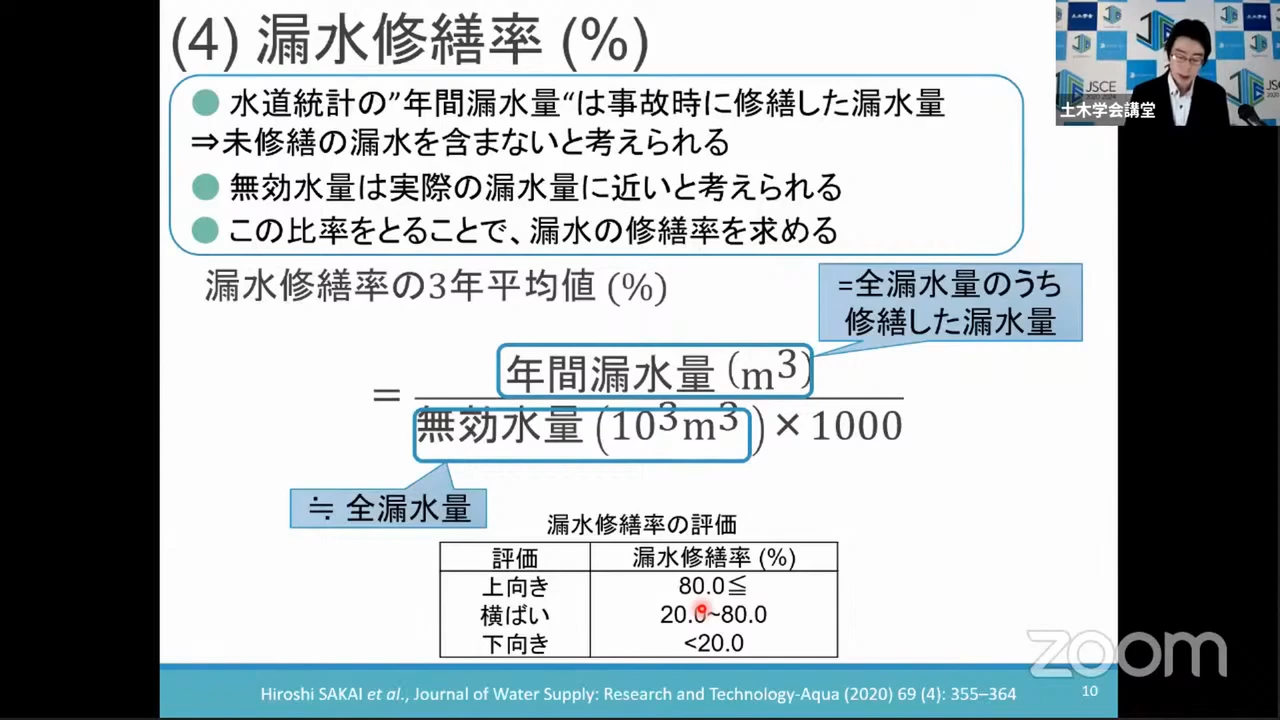 (4) 漏水修繕率 (%)
● 水道統計の”年間漏水量“は事故時に修繕した漏水量
⇒未修繕の漏水を含まないと考えられる
● 無効水量は実際の漏水量に近いと考えられる
● この比率をとることで、漏水の修繕率を求める
漏水修繕率の3年平均値 (%)
=全漏水量のうち
修繕した漏水量
= 年間漏水量 (m3)
無効水量 (10^3m^3) × 1000
≒ 全漏水量
漏水修繕率の評価
評価 漏水修繕率 (%)
上向き 80.0≦
横ばい 20.0~80.0
下向き <20.0
Hiroshi SAKAI et al., Journal of Water Supply: Research and Technology-Aqua (2020) 69 (4): 355–364
10
土木学会講堂
JSCE
zoom